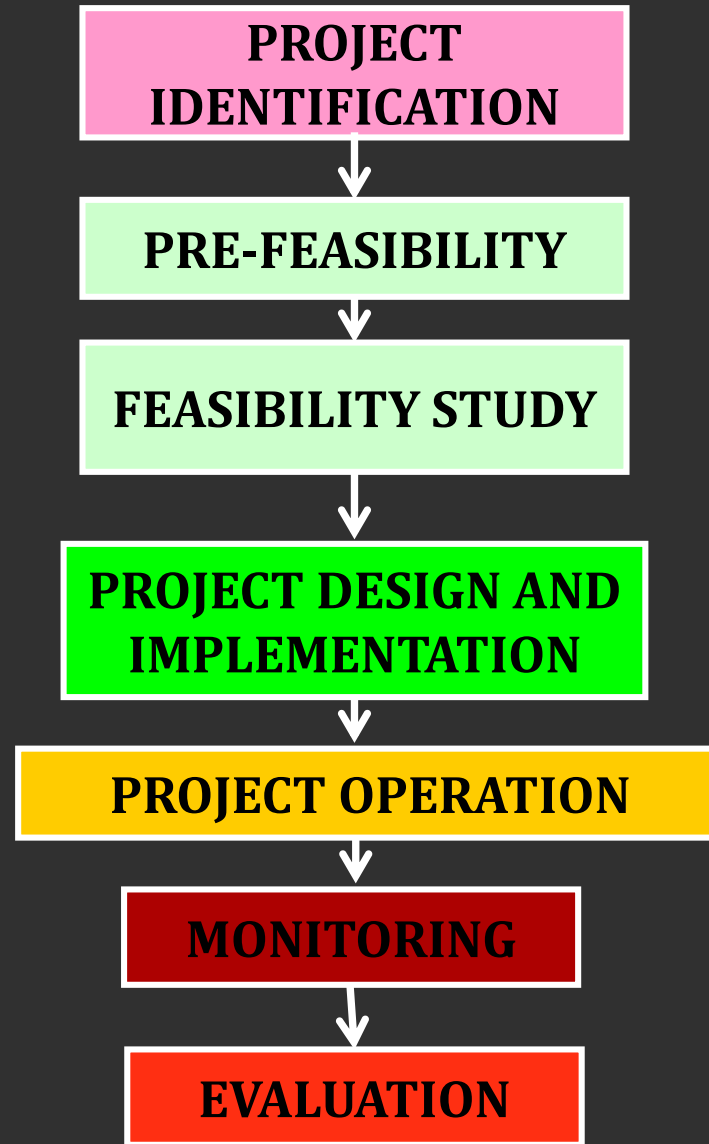 PROJECT
IDENTIFICATION
PRE-FEASIBILITY
FEASIBILITY STUDY
PROJECT DESIGN AND
IMPLEMENTATION
PROJECT OPERATION
MONITORING
EVALUATION